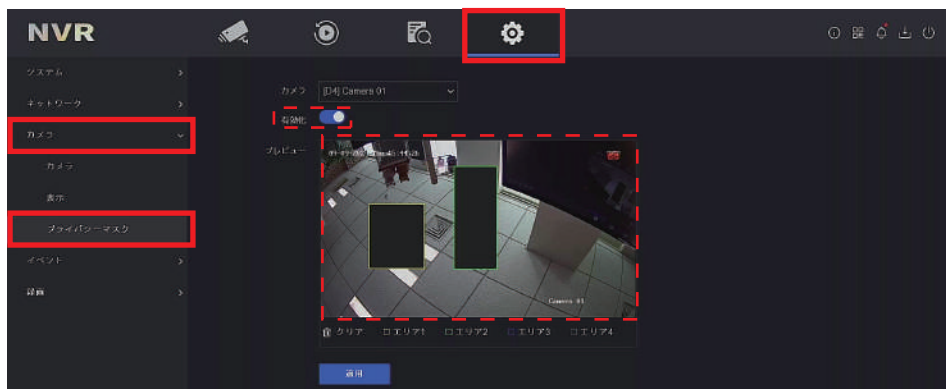 NVR
システム
ネットワーク
カメラ
カメラ
表示
プライバシーマスク
イベント
録画
カメラ [D4] Camera 01
有効化
プレビュー
Camera 01
クリア エリア1 エリア2 エリア3 エリア4
適用